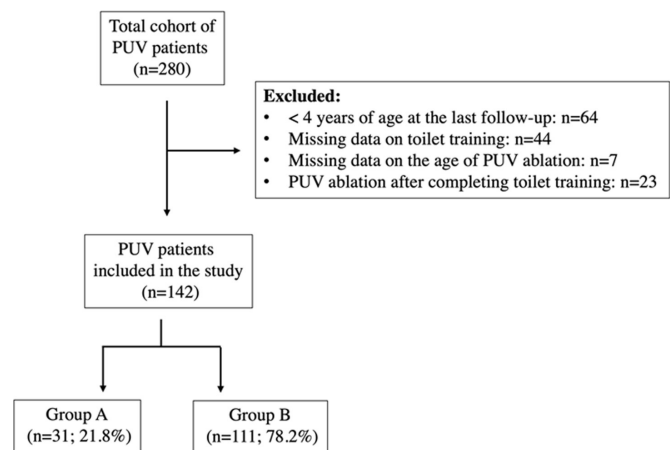 Total cohort of
PUV patients
(n=280)
Excluded:
• < 4 years of age at the last follow-up: n=64
• Missing data on toilet training: n=44
• Missing data on the age of PUV ablation: n=7
• PUV ablation after completing toilet training: n=23
PUV patients
included in the study
(n=142)
Group A
(n=31; 21.8%)
Group B
(n=111; 78.2%)